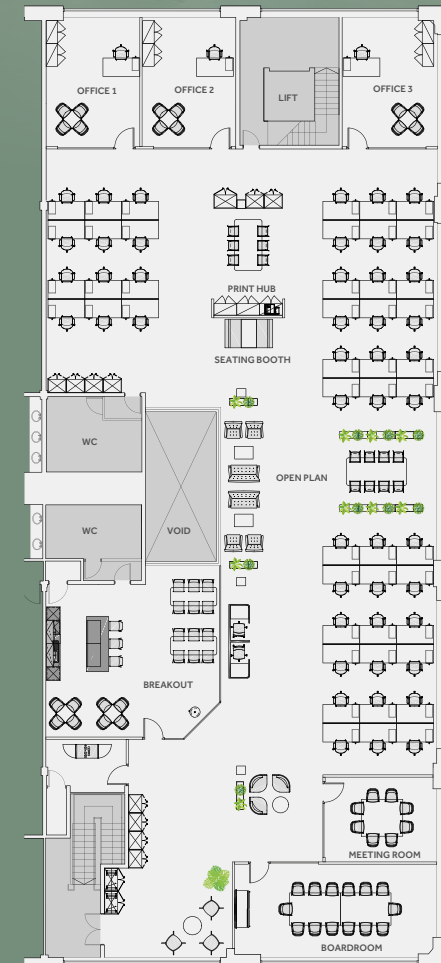 OFFICE 1
OFFICE 2
LIFT
OFFICE 3
PRINT HUB
SEATING BOOTH
WC
OPEN PLAN
WC
VOID
BREAKOUT
MEETING ROOM
BOARDROOM